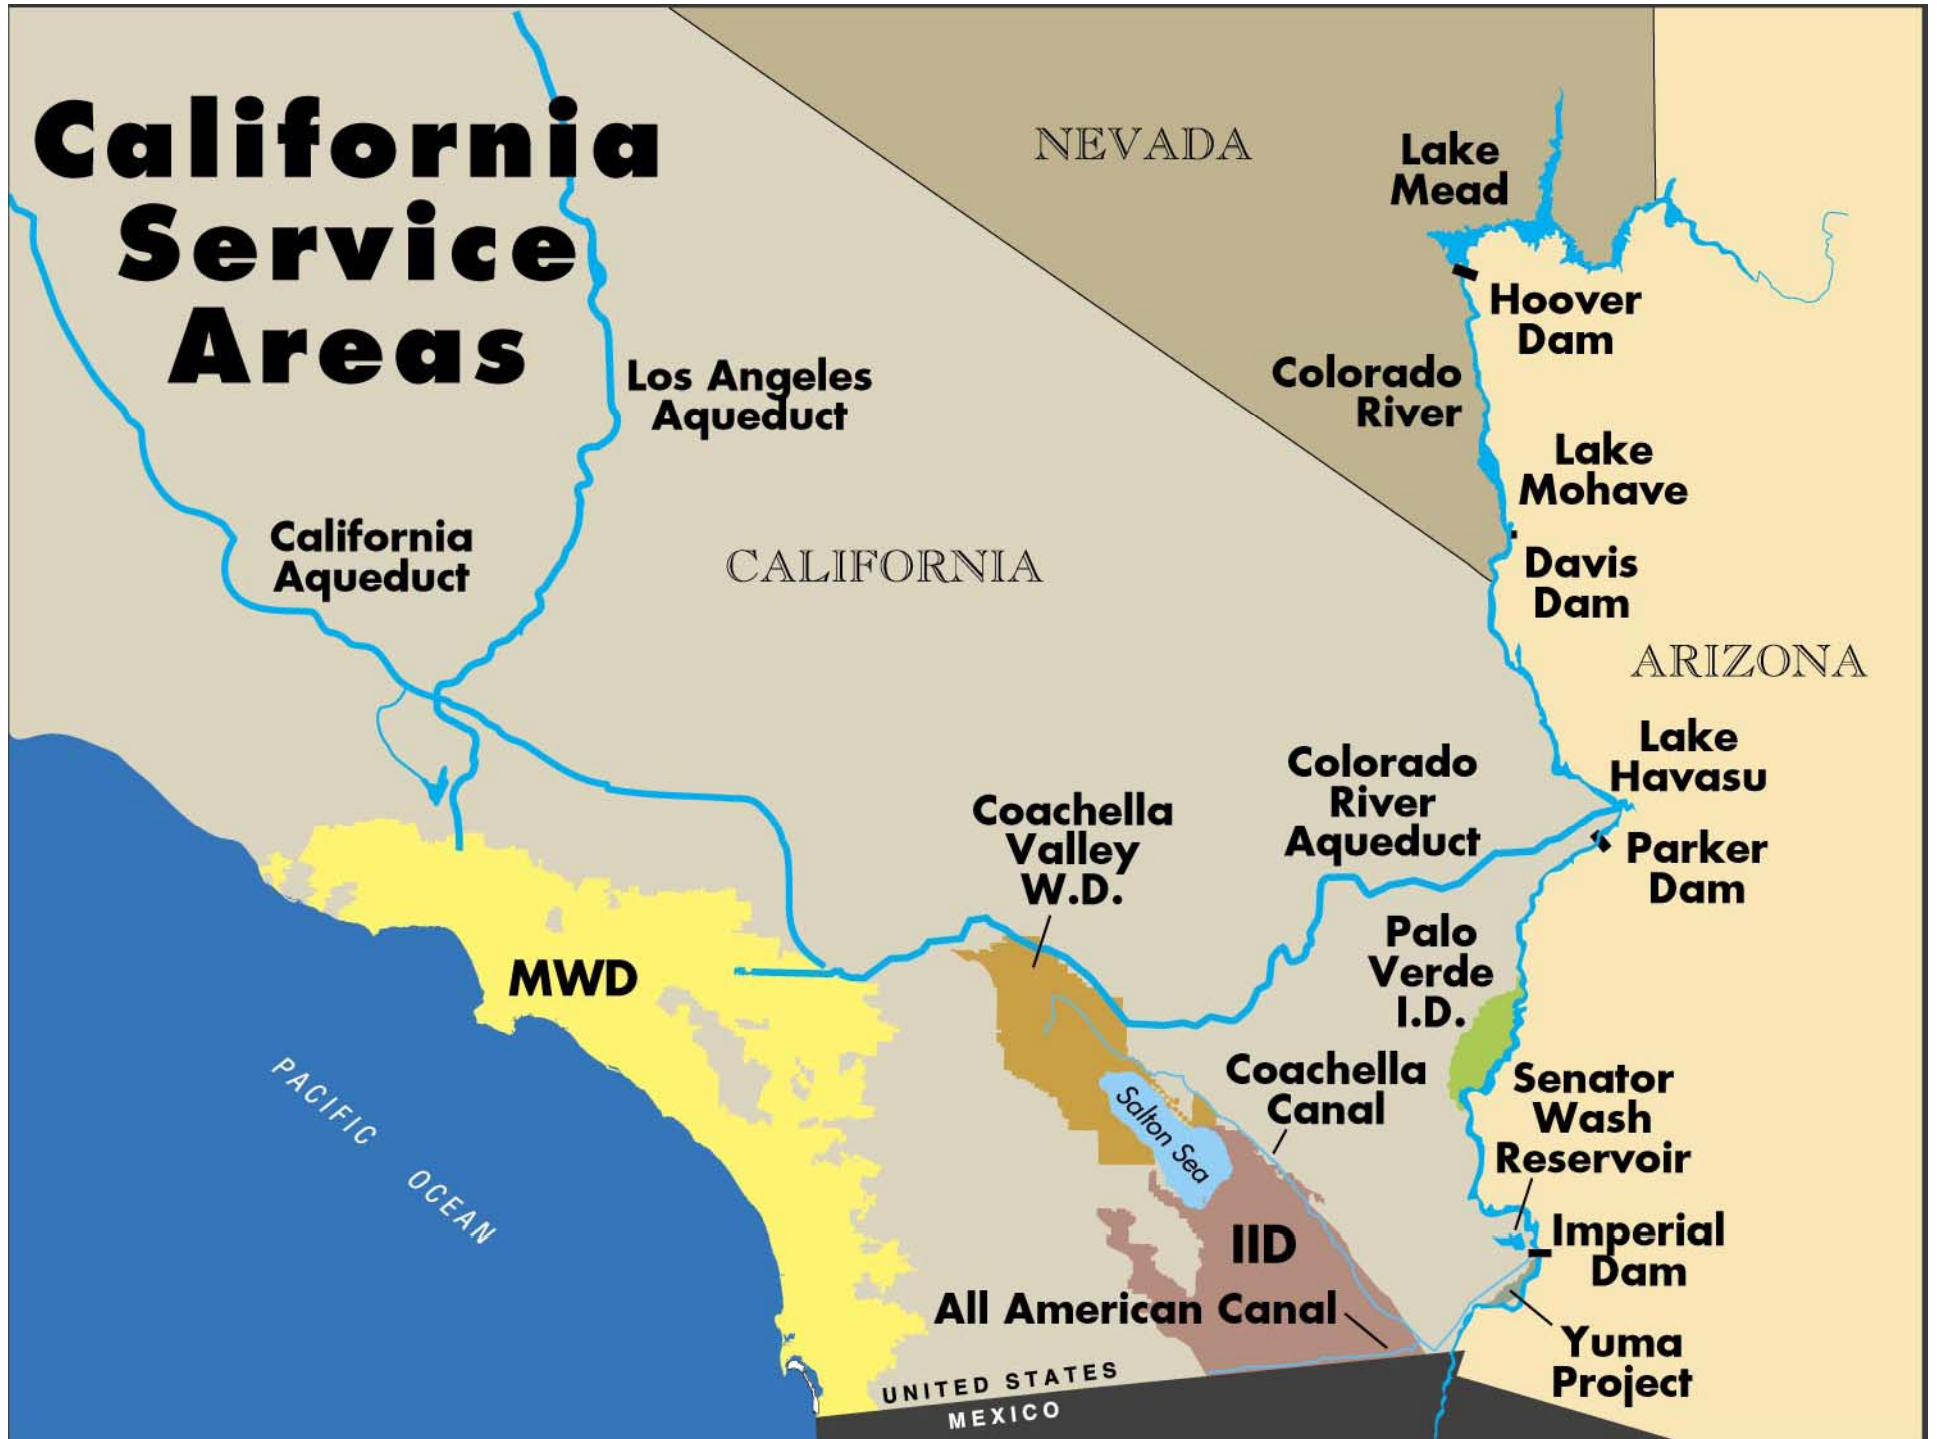 California
Service
Areas
NEVADA
Lake
Mead
Hoover
Dam
Colorado
River
Los Angeles
Aqueduct
Lake
Mohave
California
Aqueduct
CALIFORNIA
Davis
Dam
ARIZONA
Lake
Havasu
Colorado
River
Aqueduct
Coachella
Valley
W.D.
Parker
Dam
Palo
Verde
I.D.
MWD
Coachella
Canal
Senator
Wash
Reservoir
Salton Sea
PACIFIC OCEAN
IID
Imperial
Dam
All American Canal
Yuma
Project
UNITED STATES
MEXICO